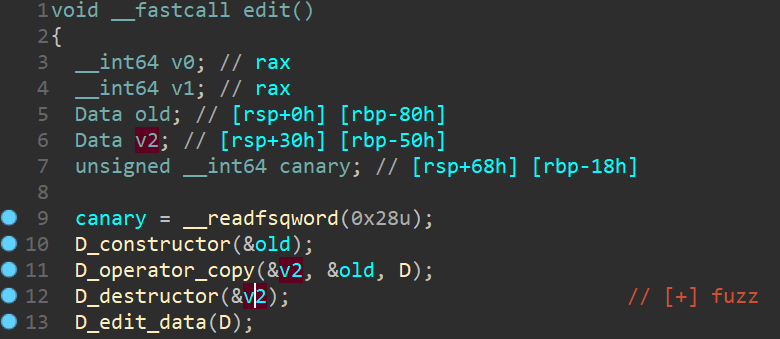 1 void __fastcall edit()
2 {
3 __int64 v0; // rax
4 __int64 v1; // rax
5 Data old; // [rsp+0h] [rbp-80h]
6 Data v2; // [rsp+30h] [rbp-50h]
7 unsigned __int64 canary; // [rsp+68h] [rbp-18h]
8
9 canary = __readfsqword(0x28u);
10 D_constructor(&old);
11 D_operator_copy(&v2, &old, D);
12 D_destructor(&v2); // [+] fuzz
13 D_edit_data(D);